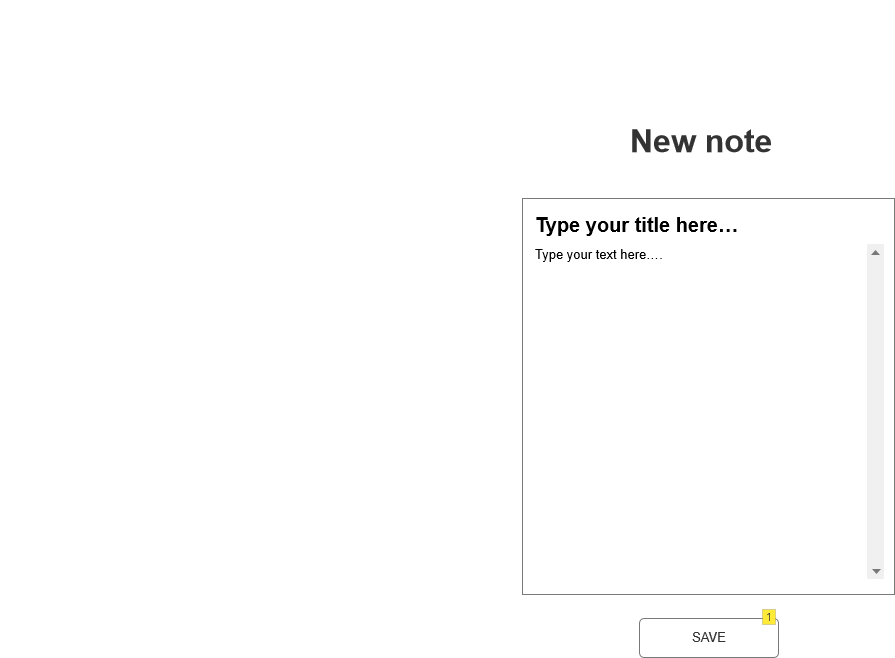 New note
Type your title here…
Type your text here….
1
SAVE